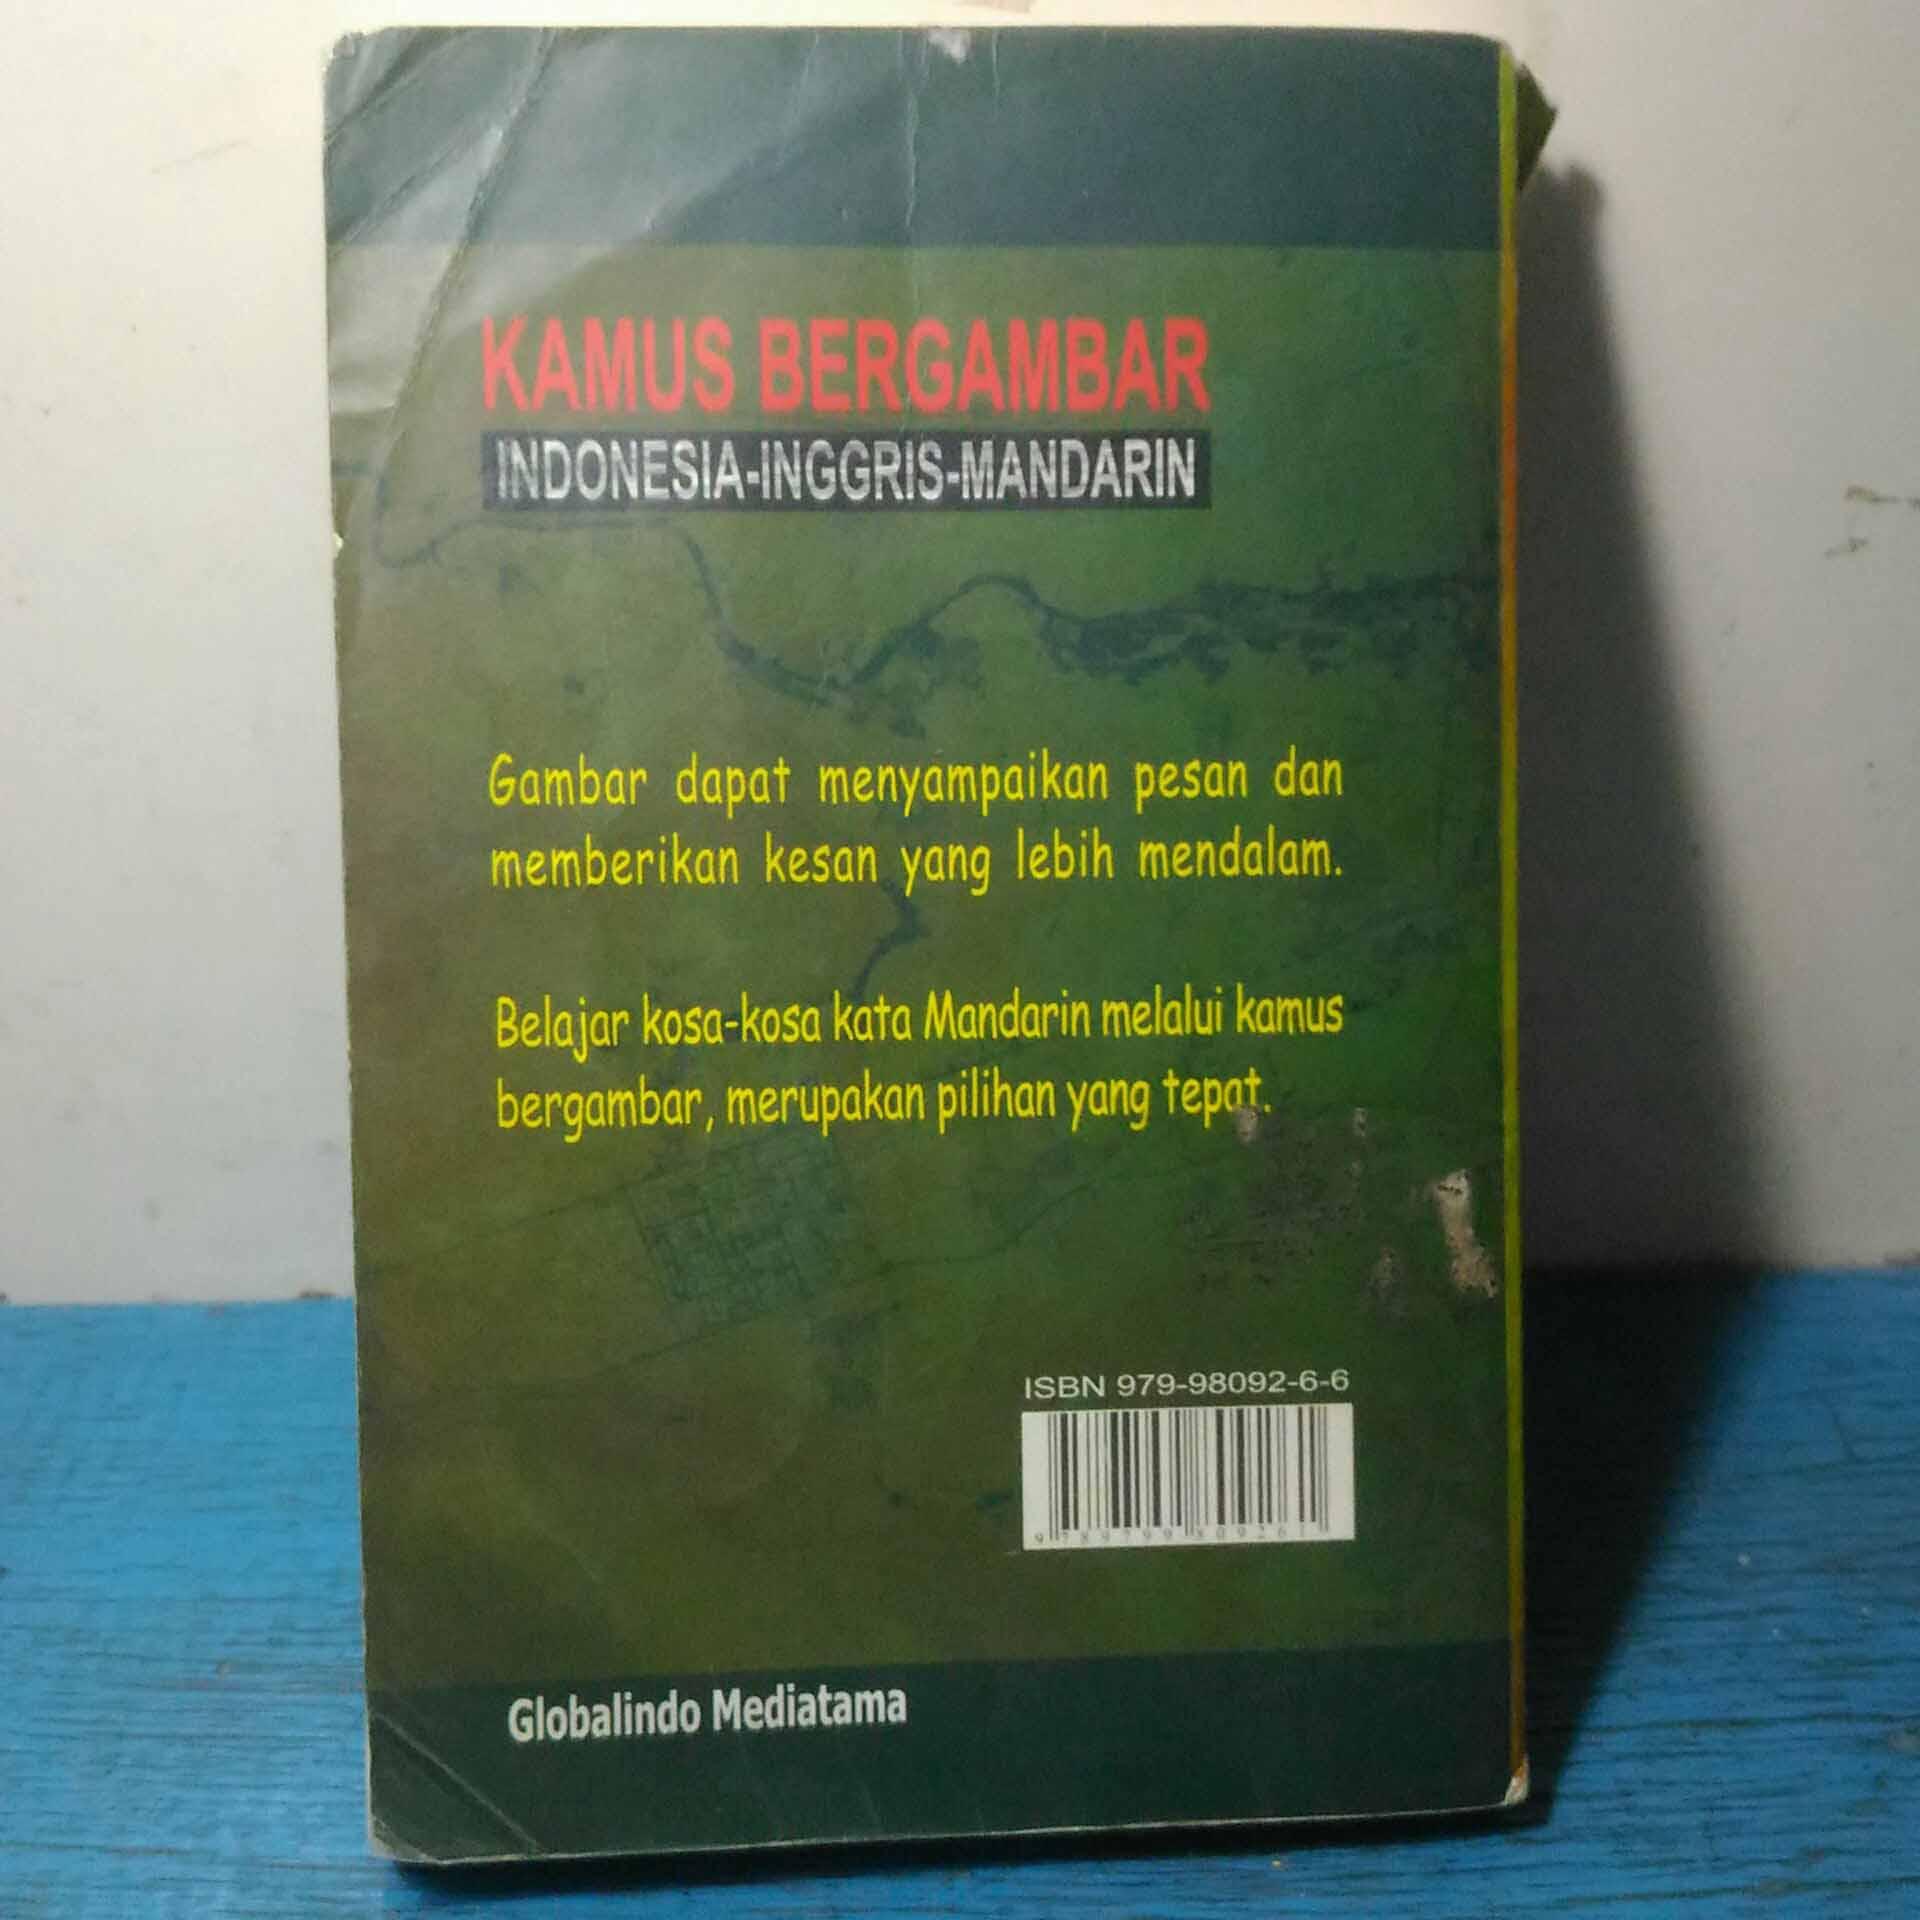 KAMUS BERGAMBAR
INDONESIA-INGGRIS-MANDARIN
Gambar dapat menyampaikan pesan dan
memberikan kesan yang lebih mendalam.
Belajar kosa-kosa kata Mandarin melalui kamus
bergambar, merupakan pilihan yang tepat.
ISBN 979-98092-6-6
Globalindo Mediatama